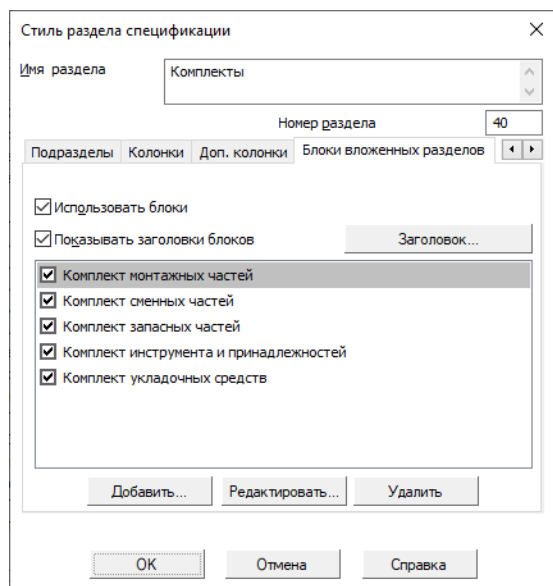 Стиль раздела спецификации
Имя раздела
Комплекты
Номер раздела
40
Подразделы Колонки Доп. колонки Блоки вложенных разделов
Использовать блоки
Показывать заголовки блоков
Заголовок...
Комплект монтажных частей
Комплект сменных частей
Комплект запасных частей
Комплект инструмента и принадлежностей
Комплект укладочных средств
Добавить... Редактировать... Удалить
OK Отмена Справка